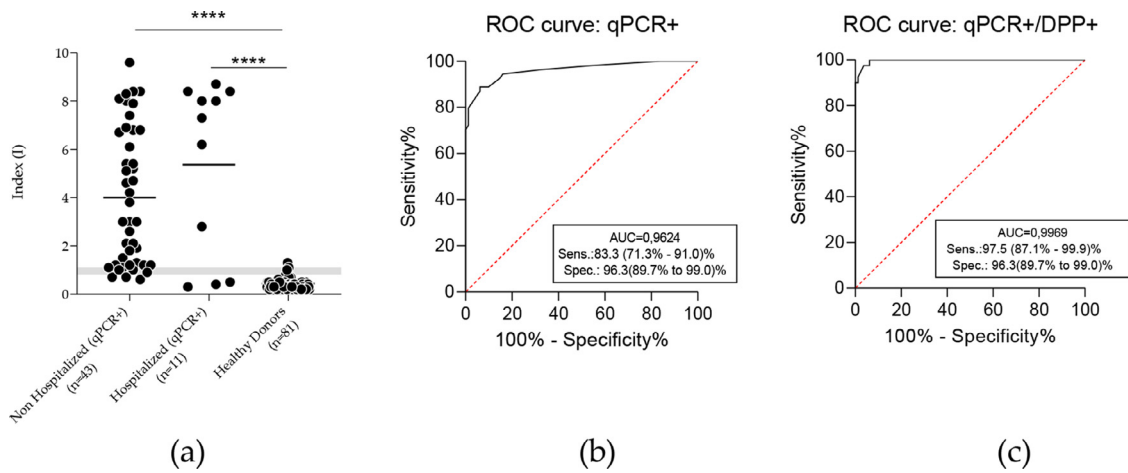 ****
****
10
8
6
4
2
0
Index (I)
Non Hospitalized (qPCR+)
(n=43)
Hospitalized (qPCR+)
(n=11)
Healthy Donors
(n=81)
(a)
ROC curve: qPCR+
100
80
60
40
20
0
Sensitivity%
AUC=0,9624
Sens.:83.3 (71.3% - 91.0)%
Spec.: 96.3(89.7% to 99.0)%
0 20 40 60 80 100
100% - Specificity%
(b)
ROC curve: qPCR+/DPP+
100
80
60
40
20
0
Sensitivity%
AUC=0,9969
Sens.:97.5 (87.1% - 99.9)%
Spec.: 96.3(89.7% to 99.0)%
0 20 40 60 80 100
100% - Specificity%
(c)